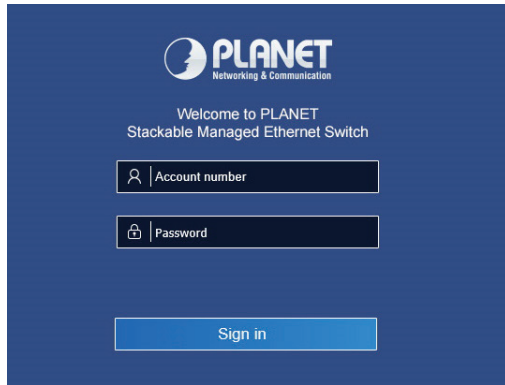 PLANET
Networking & Communication
Welcome to PLANET
Stackable Managed Ethernet Switch
Account number
Password
Sign in